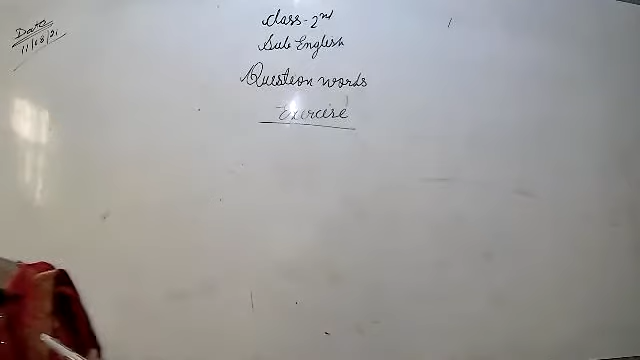 Date
11/08/21
Class-2nd
Sub English
Question words
Exercise